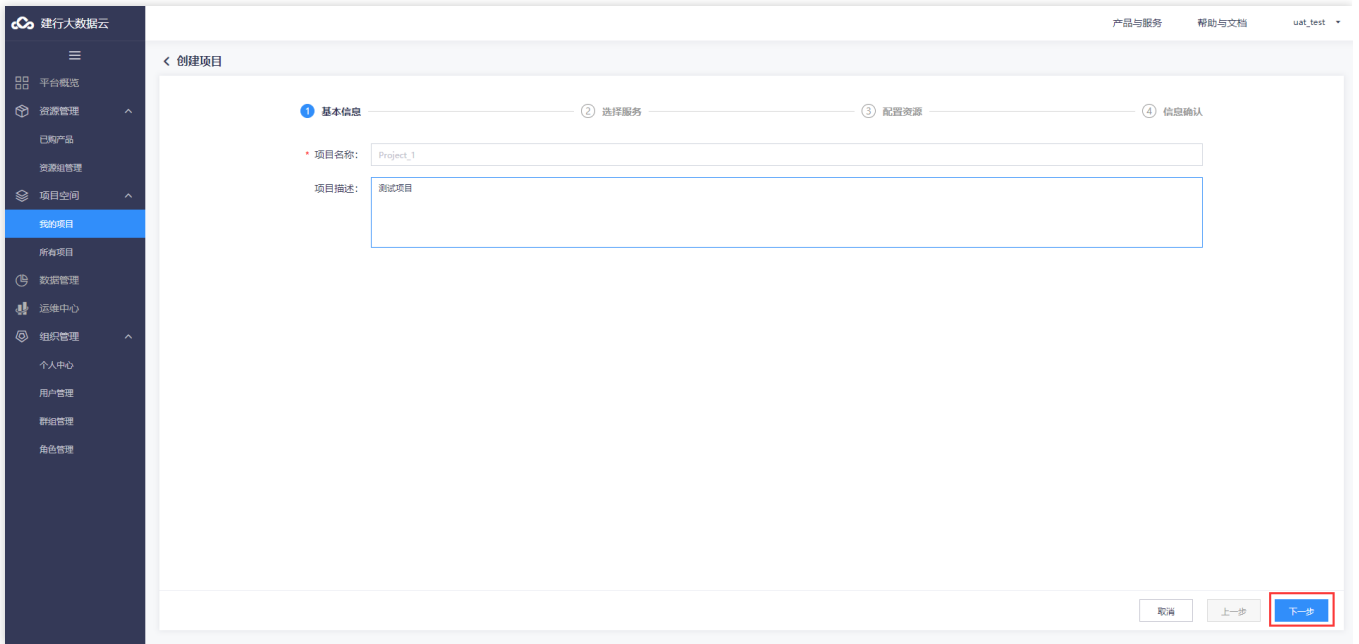 建行大数据云
产品与服务 帮助与文档 uat_test
平台概览
资源管理
已购产品
资源组管理
项目空间
我的项目
所有项目
数据管理
运维中心
组织管理
个人中心
用户管理
群组管理
角色管理
创建项目
1 基本信息 2 选择服务 3 配置资源 4 信息确认
* 项目名称: Project_1
项目描述: 测试项目
取消 上一步 下一步